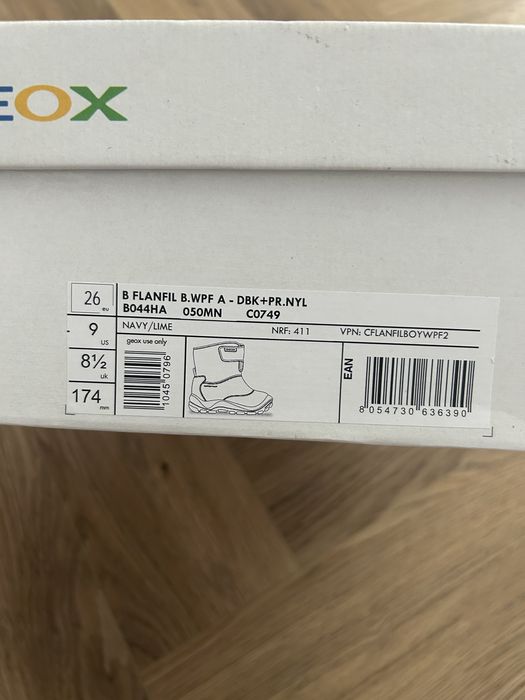 EOX
26 eu
B FLANFIL B.WPF A - DBK+PR.NYL
B044HA 050MN C0749
9 US
NAVY/LIME NRF: 411 VPN: CFLANFILBOYWPF2
8½ uk
geox use only
174 mm
1045 0796
EAN
8 054730 636390